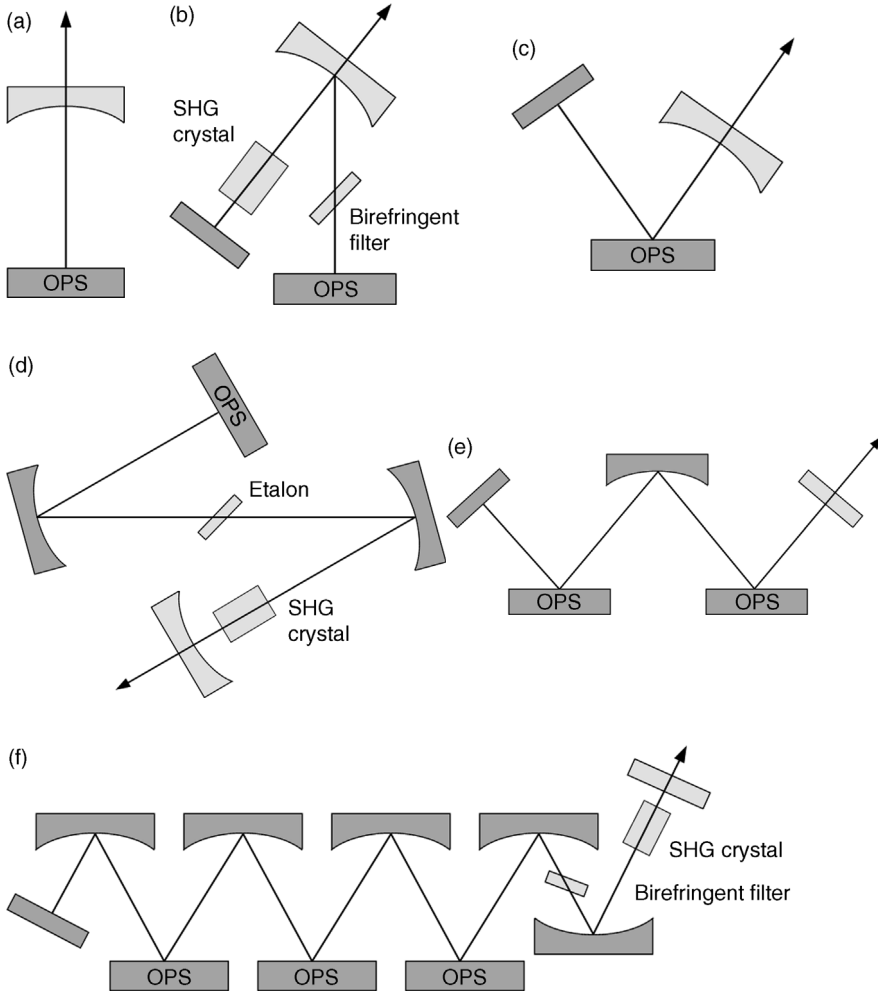 (a)
OPS
(b)
SHG
crystal
Birefringent
filter
OPS
(c)
OPS
(d)
OPS
Etalon
SHG
crystal
(e)
OPS
OPS
(f)
SHG crystal
Birefringent filter
OPS
OPS
OPS